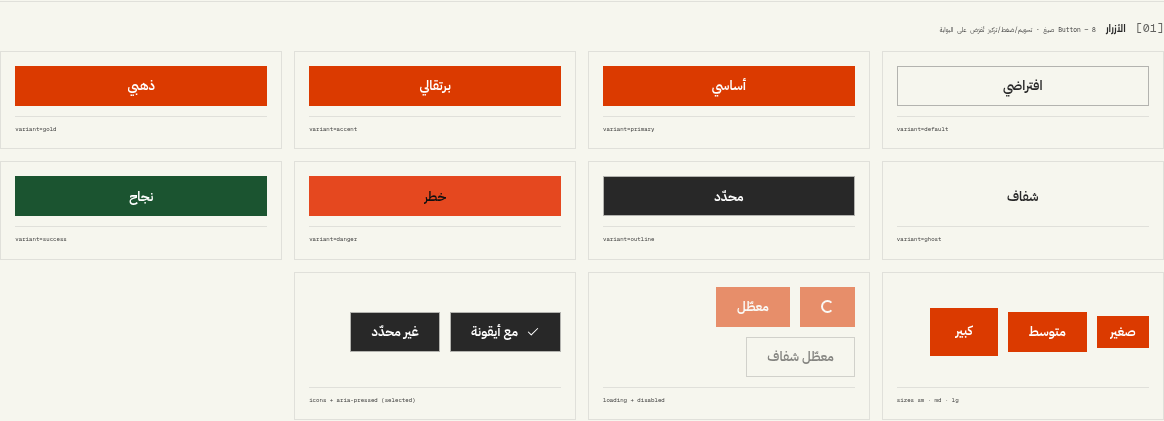 [01] الأزرار Button — 8 صيغ · تسويم/ضغط/تركيز تُعرض على البوابة
افتراضي
variant=default
أساسي
variant=primary
برتقالي
variant=accent
ذهبي
variant=gold
شفاف
variant=ghost
محدّد
variant=outline
خطر
variant=danger
نجاح
variant=success
صغير
متوسط
كبير
sizes sm · md · lg
معطّل
معطّل شفاف
loading + disabled
مع أيقونة
غير محدّد
icons + aria-pressed (selected)